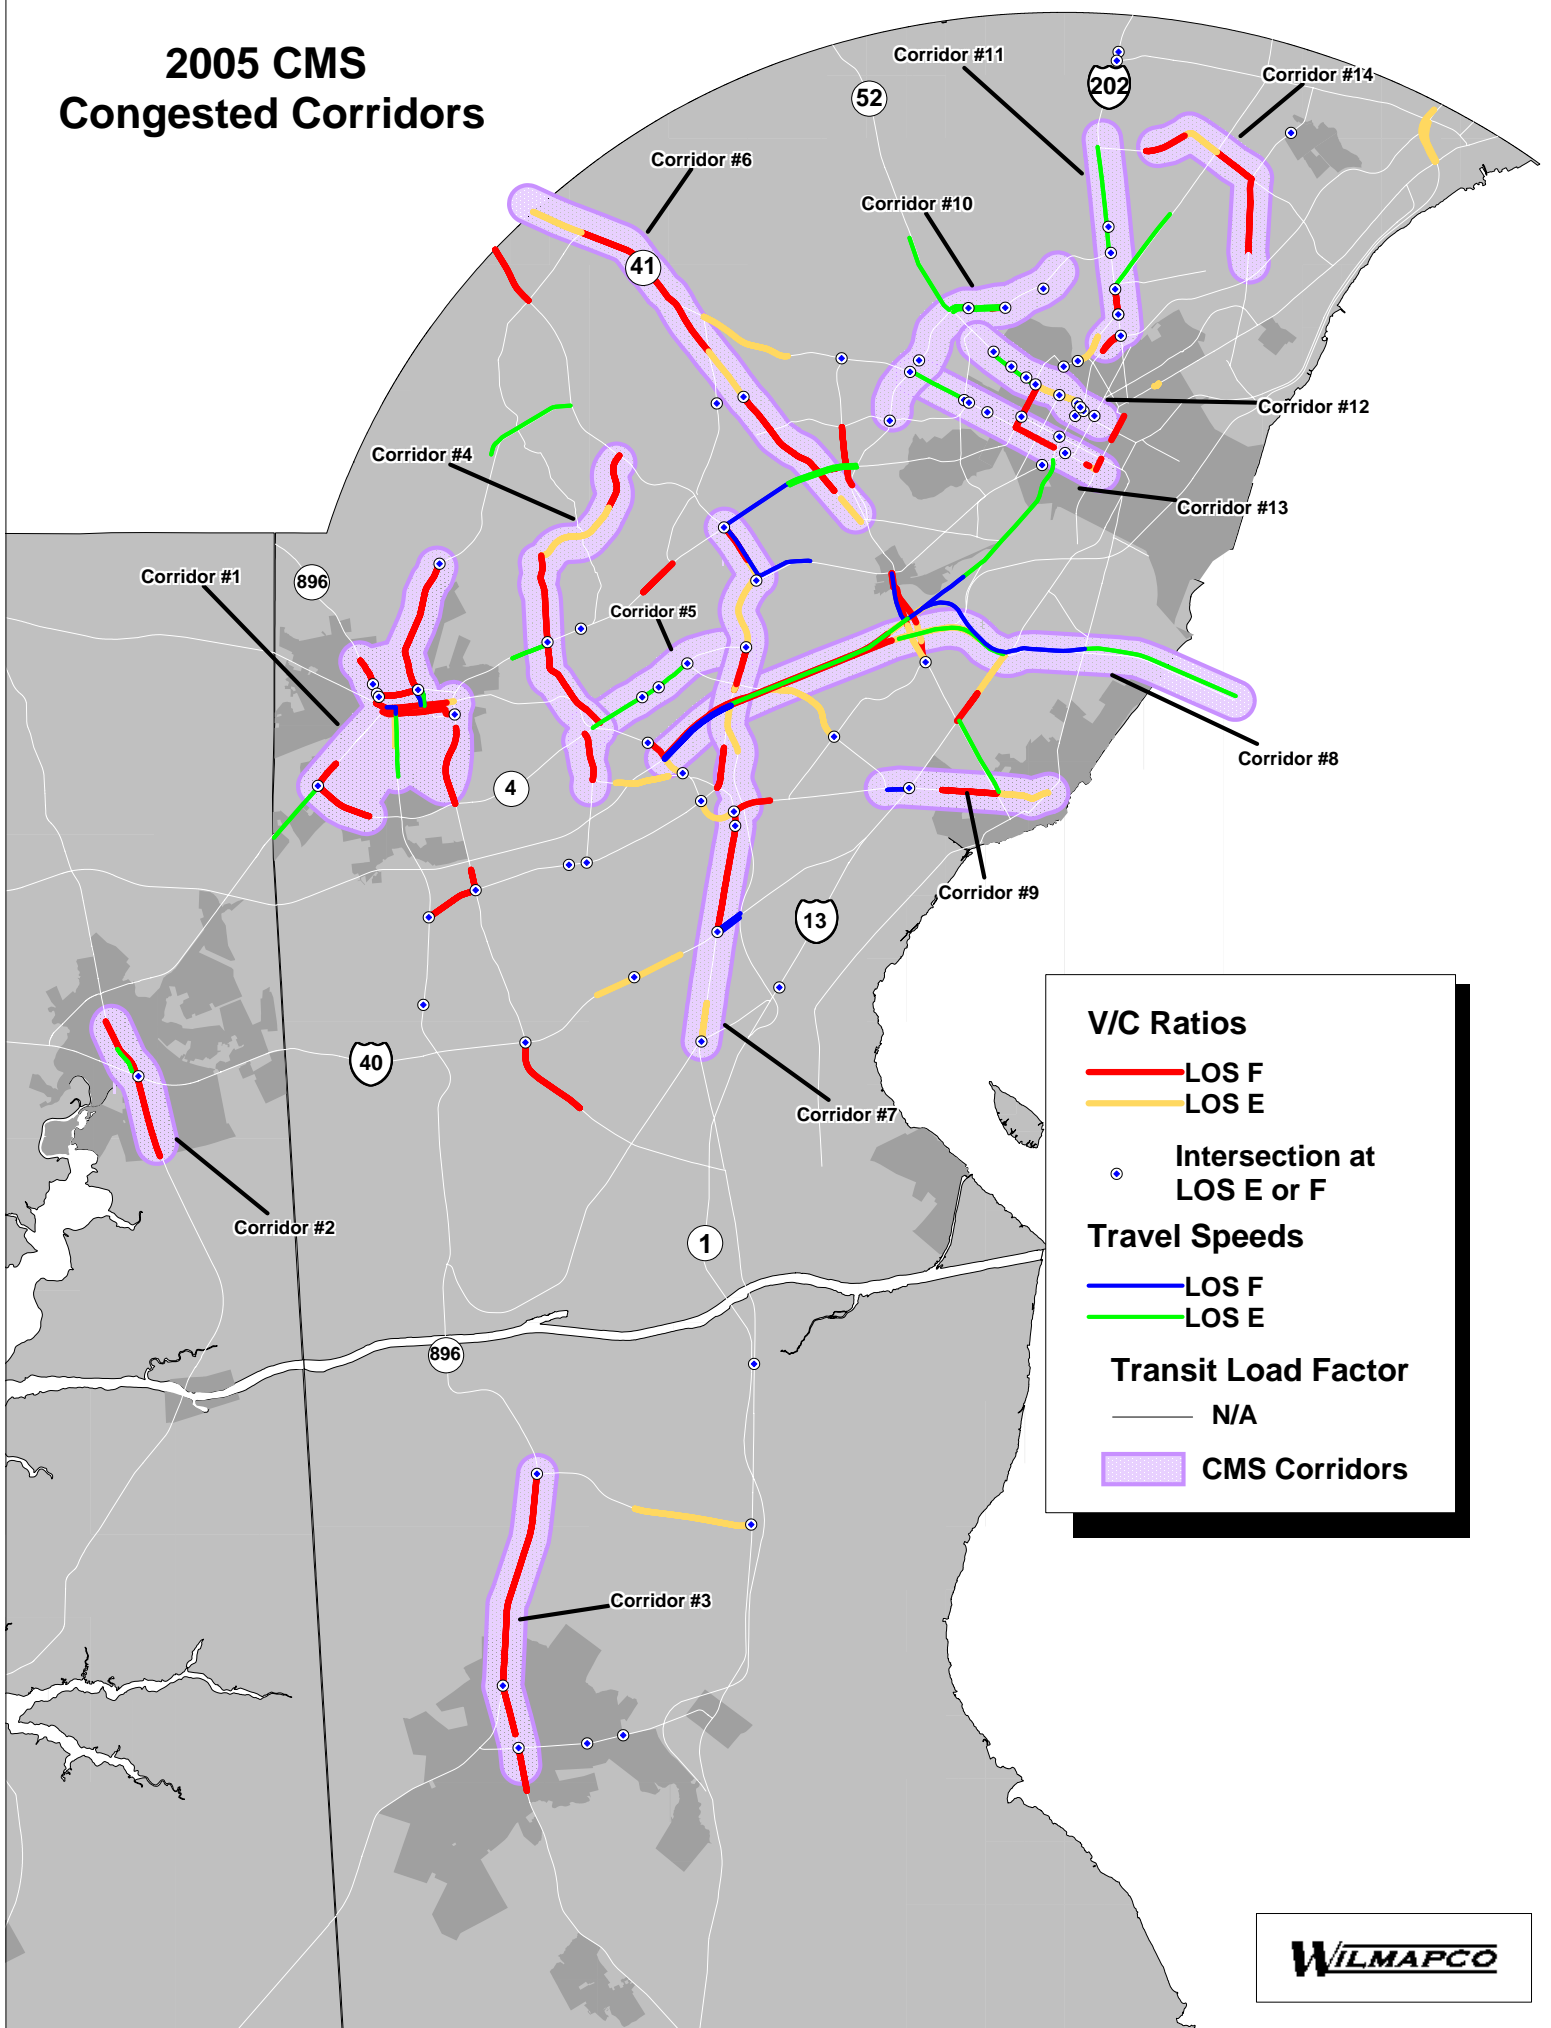 2005 CMS
Congested Corridors
Corridor #11
52
202
Corridor #14
Corridor #6
Corridor #10
41
Corridor #12
Corridor #4
Corridor #13
Corridor #1
896
Corridor #5
Corridor #8
4
Corridor #9
13
40
Corridor #7
Corridor #2
1
896
Corridor #3
V/C Ratios
LOS F
LOS E
Intersection at
LOS E or F
Travel Speeds
LOS F
LOS E
Transit Load Factor
N/A
CMS Corridors
WILMAPCO